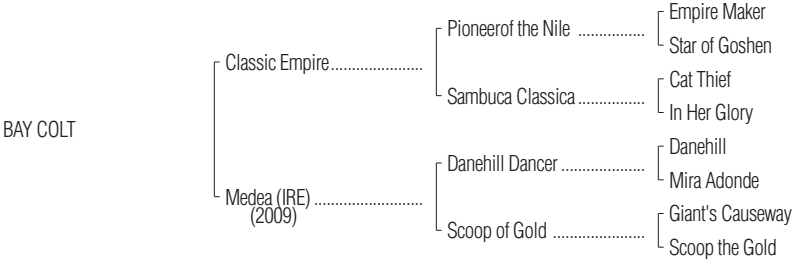 Empire Maker
Pioneerof the Nile ................
Star of Goshen
Classic Empire......................
Cat Thief
Sambuca Classica ................
In Her Glory
BAY COLT
Danehill
Danehill Dancer ....................
Mira Adonde
Medea (IRE) ..........................
(2009)
Giant's Causeway
Scoop of Gold ......................
Scoop the Gold